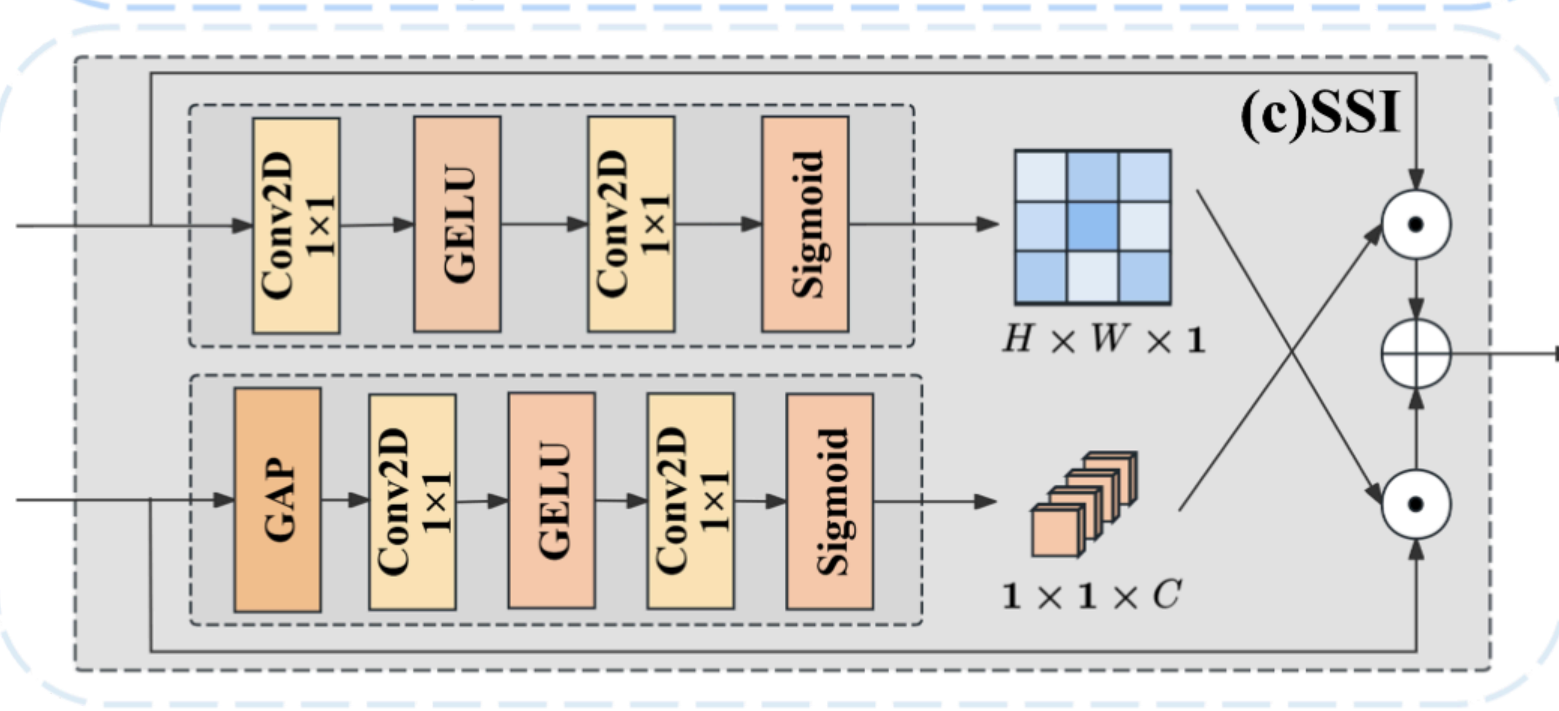 (c)SSI
Conv2D
1×1
GELU
Conv2D
1×1
Sigmoid
H × W × 1
GAP
Conv2D
1×1
GELU
Conv2D
1×1
Sigmoid
1 × 1 × C